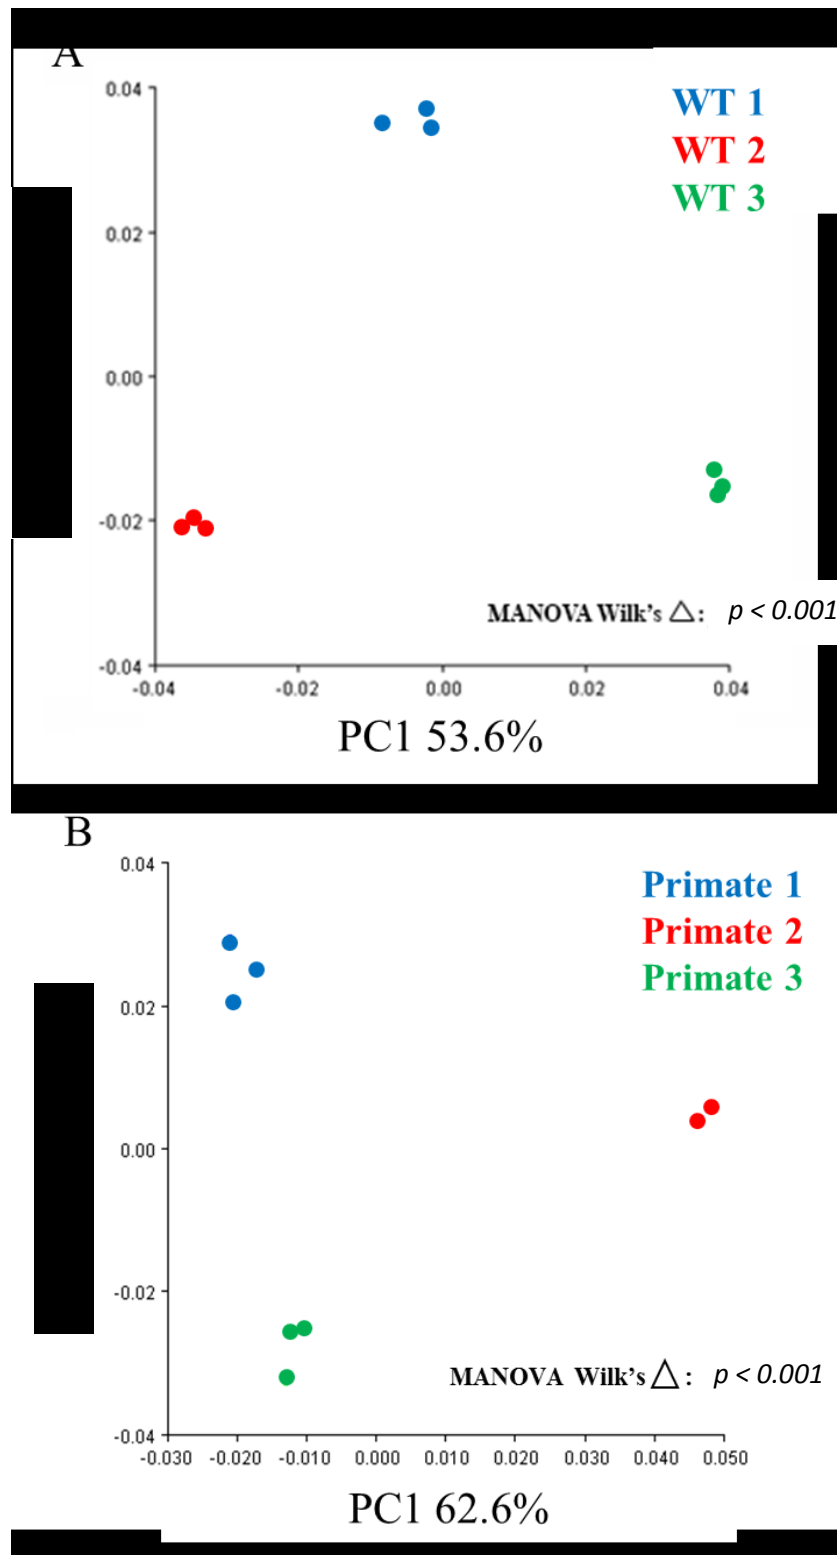 A
0.04
WT 1
WT 2
WT 3
0.02
0.00
-0.02
MANOVA Wilk's △: p < 0.001
-0.04
-0.04 -0.02 0.00 0.02 0.04
PC1 53.6%
B
0.04
Primate 1
Primate 2
Primate 3
0.02
0.00
-0.02
MANOVA Wilk's △: p < 0.001
-0.04
-0.030 -0.020 -0.010 0.000 0.010 0.020 0.030 0.040 0.050
PC1 62.6%